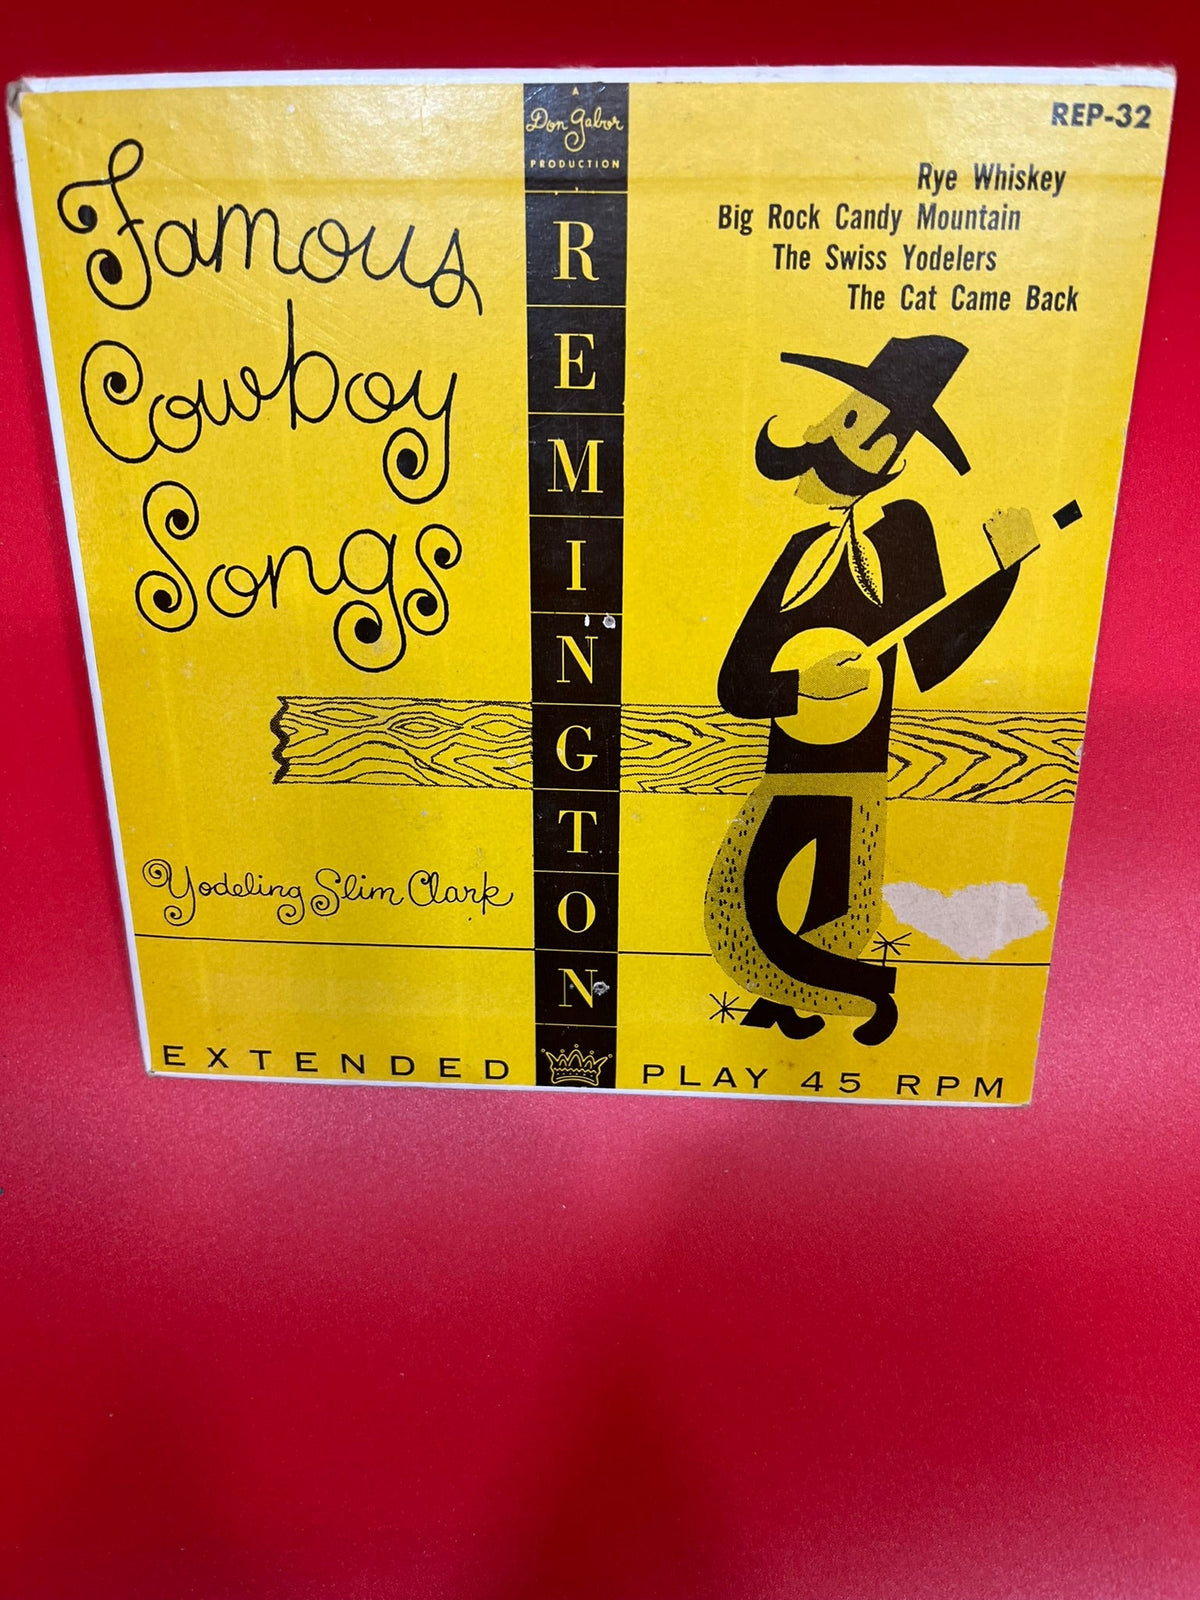 Famous
Cowboy
Songs
Yodeling Slim Clark
A
Don Gabor
PRODUCTION
REMINGTON
REP-32
Rye Whiskey
Big Rock Candy Mountain
The Swiss Yodelers
The Cat Came Back
EXTENDED PLAY 45 RPM